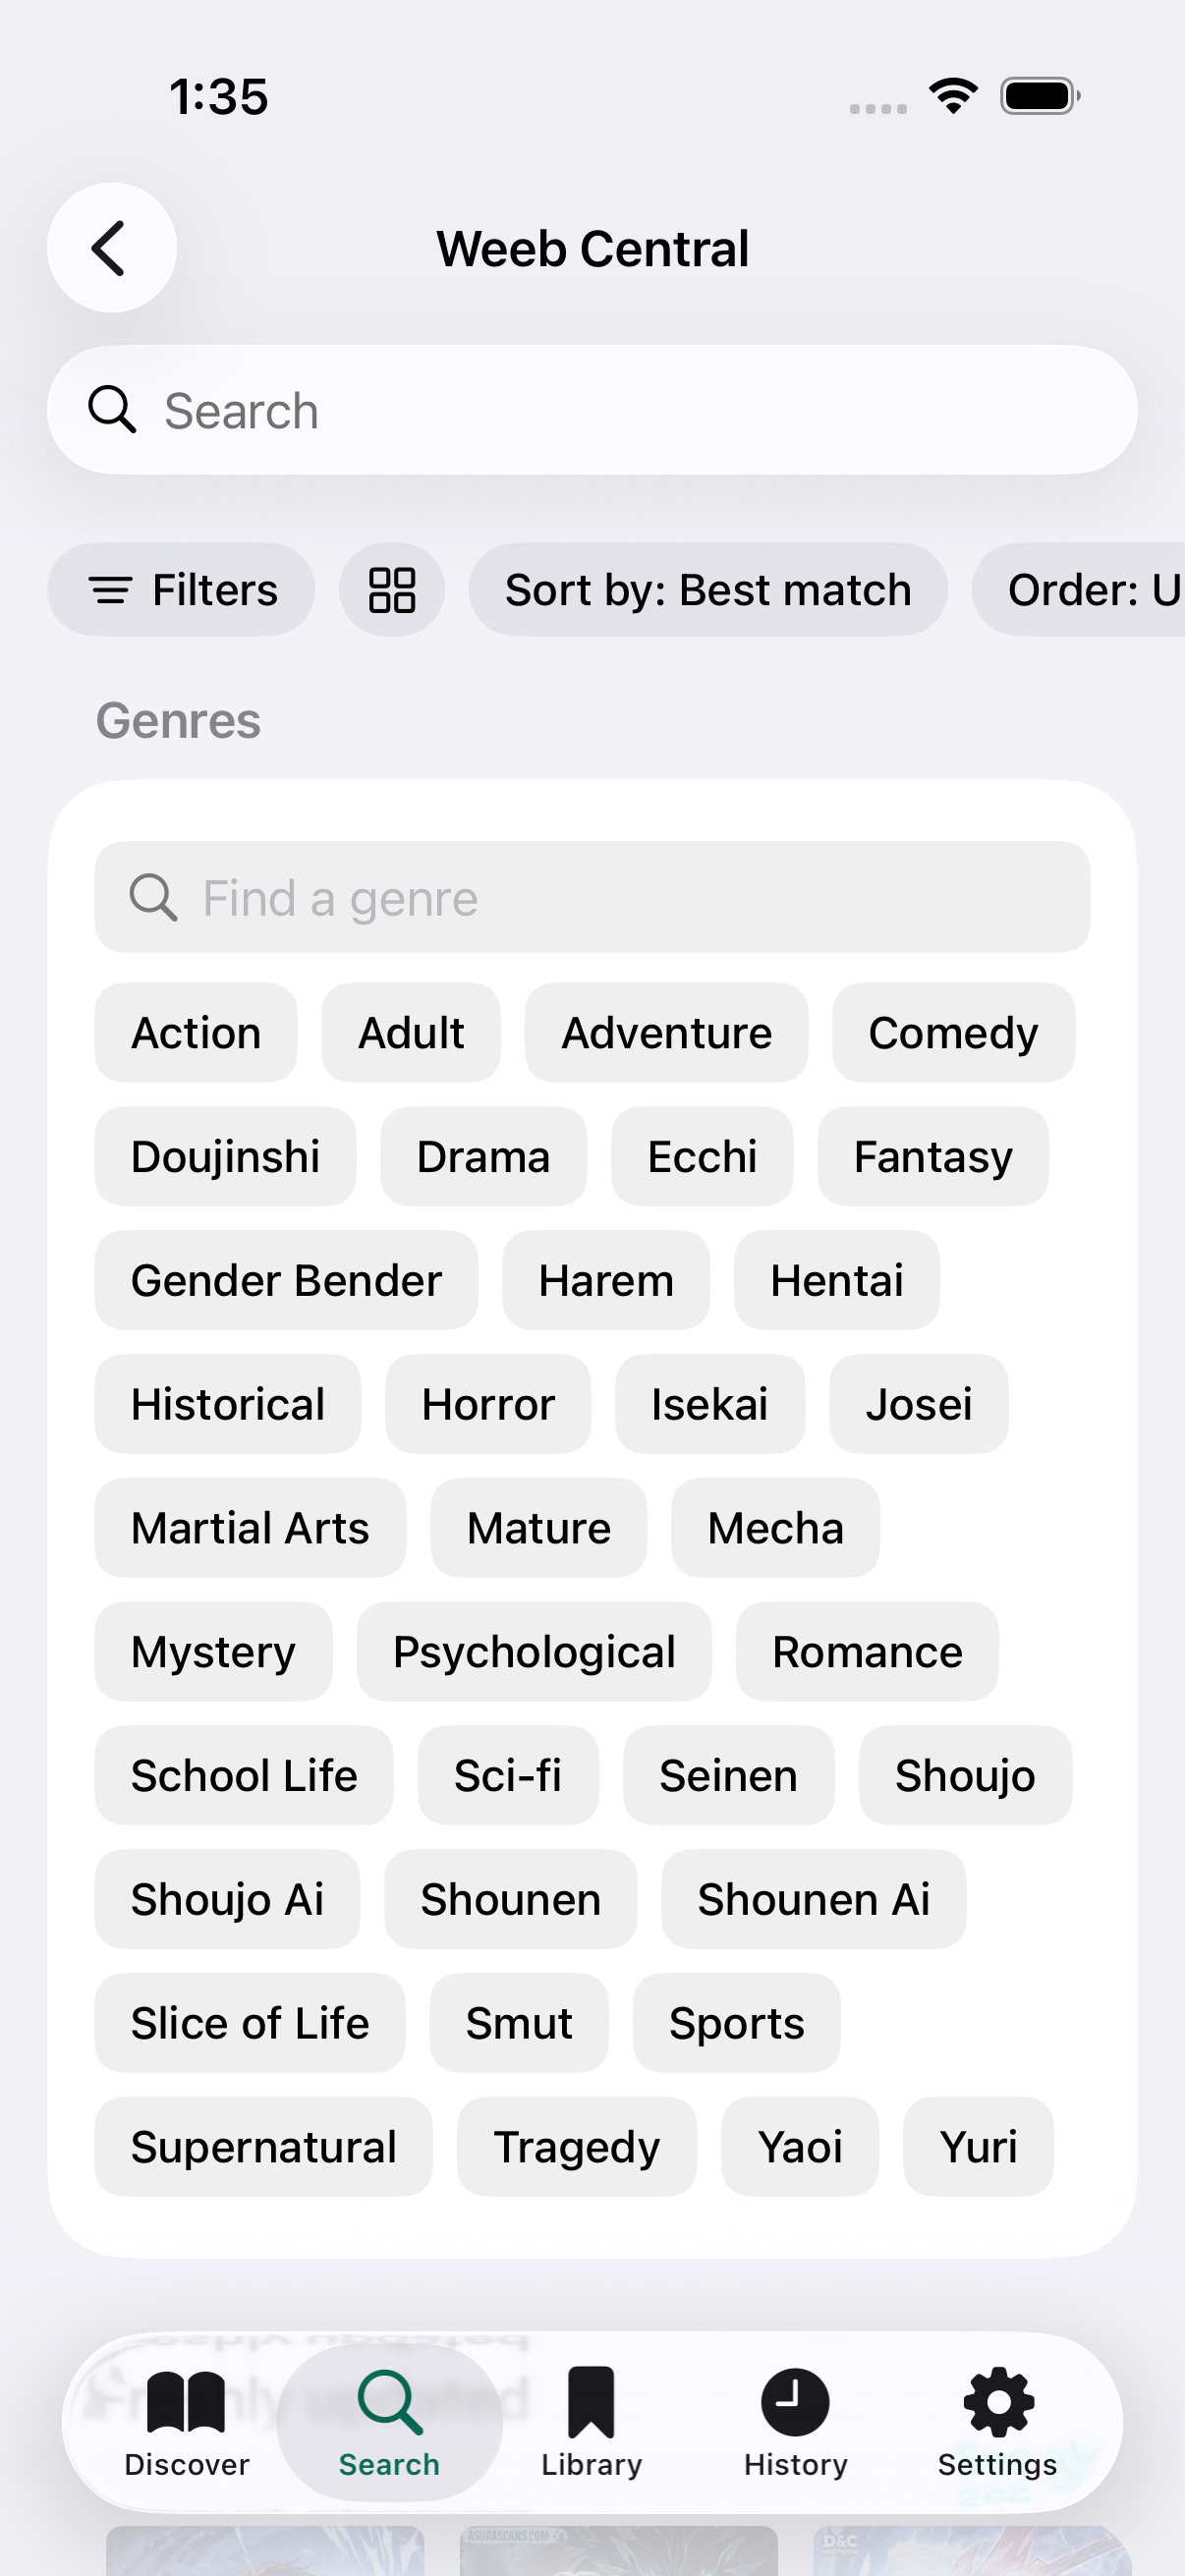 1:35
Weeb Central
Search
Filters
Sort by: Best match
Order: U
Genres
Find a genre
Action Adult Adventure Comedy
Doujinshi Drama Ecchi Fantasy
Gender Bender Harem Hentai
Historical Horror Isekai Josei
Martial Arts Mature Mecha
Mystery Psychological Romance
School Life Sci-fi Seinen Shoujo
Shoujo Ai Shounen Shounen Ai
Slice of Life Smut Sports
Supernatural Tragedy Yaoi Yuri
Discover Search Library History Settings
ASURASCANS.COM
D&C
WEBTOON